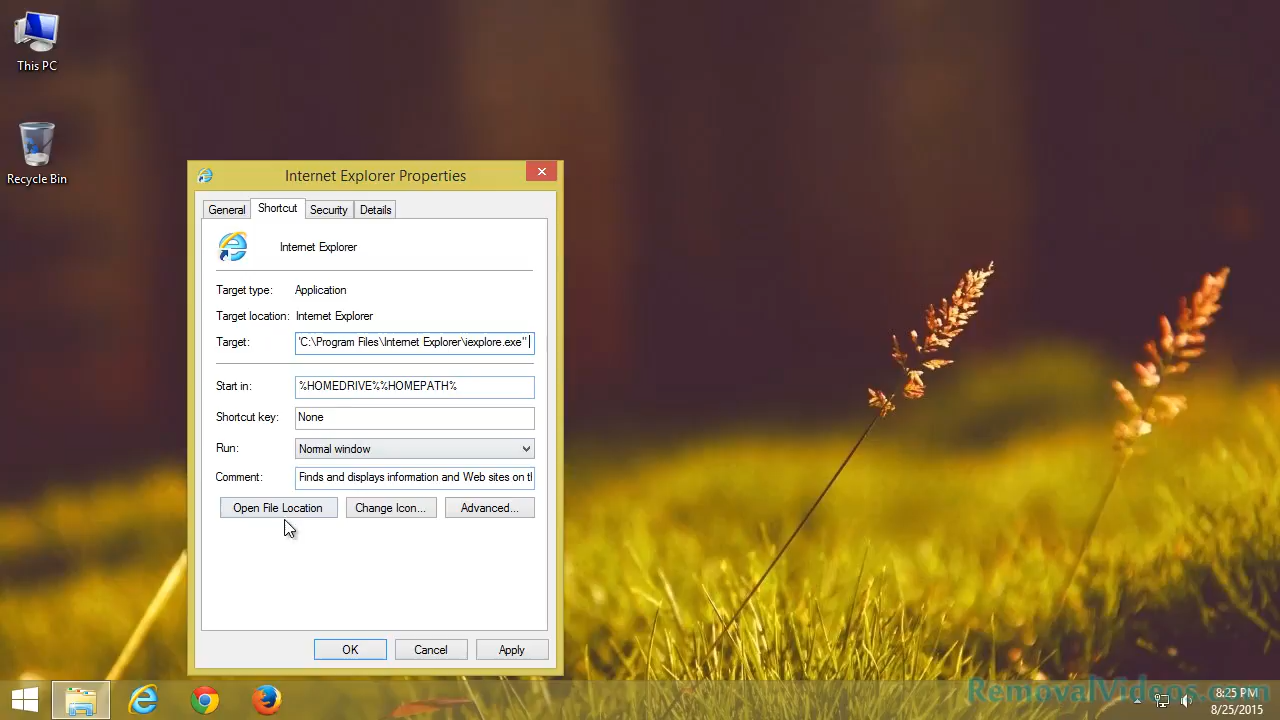 This PC
Recycle Bin
Internet Explorer Properties
General Shortcut Security Details
Internet Explorer
Target type: Application
Target location: Internet Explorer
Target: 'C:\Program Files\Internet Explorer\iexplore.exe"
Start in: %HOMEDRIVE%%HOMEPATH%
Shortcut key: None
Run: Normal window
Comment: Finds and displays information and Web sites on tl
Open File Location Change Icon... Advanced...
OK Cancel Apply
RemovalVideos.com
8:25 PM
8/25/2015